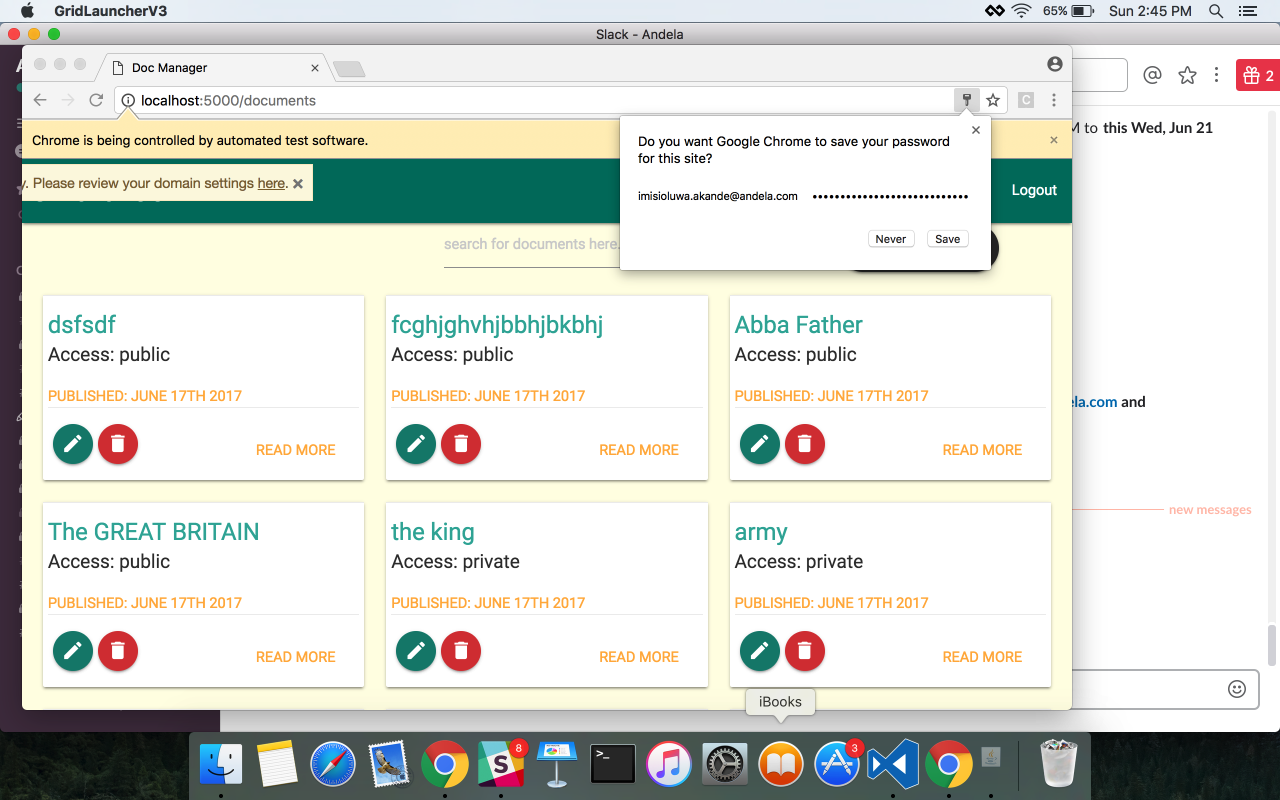 GridLauncherV3
65%
Sun 2:45 PM
Slack - Andela
Doc Manager
localhost:5000/documents
C
2
Chrome is being controlled by automated test software.
Do you want Google Chrome to save your password
for this site?
imisioluwa.akande@andela.com
Never
Save
to this Wed, Jun 21
. Please review your domain settings here.
Logout
search for documents here.
dsfsdf
Access: public
PUBLISHED: JUNE 17TH 2017
READ MORE
fcghjghvhjbbhjbkbhj
Access: public
PUBLISHED: JUNE 17TH 2017
READ MORE
Abba Father
Access: public
PUBLISHED: JUNE 17TH 2017
READ MORE
ela.com and
The GREAT BRITAIN
Access: public
PUBLISHED: JUNE 17TH 2017
READ MORE
the king
Access: private
PUBLISHED: JUNE 17TH 2017
READ MORE
army
Access: private
PUBLISHED: JUNE 17TH 2017
READ MORE
new messages
iBooks
S
8
3